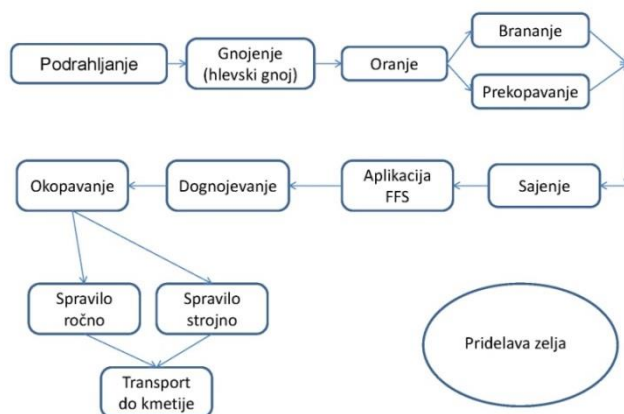 Podrahljanje
Gnojenje
(hlevski gnoj)
Oranje
Brananje
Prekopavanje
Okopavanje
Dognojevanje
Aplikacija
FFS
Sajenje
Spravilo
ročno
Spravilo
strojno
Transport
do kmetije
Pridelava zelja